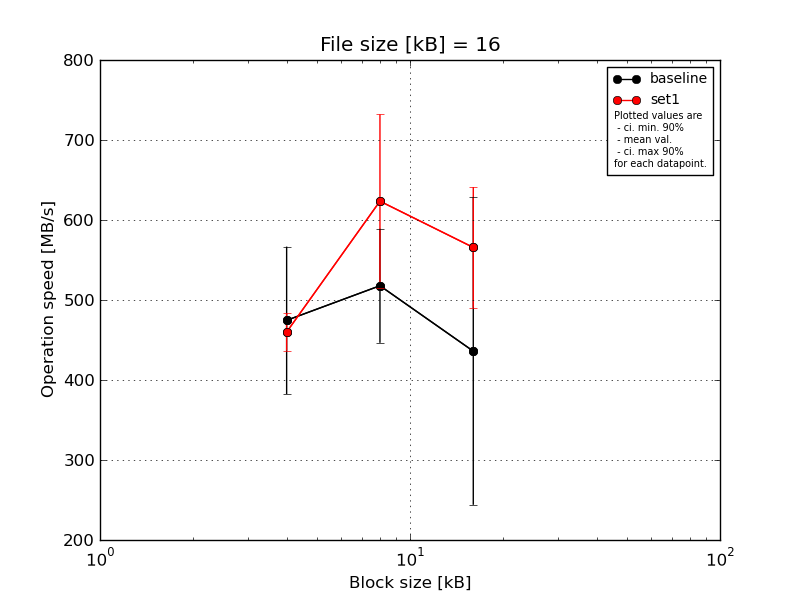 File size [kB] = 16
800
700
600
500
400
300
200
Operation speed [MB/s]
baseline
set1
Plotted values are
- ci. min. 90%
- mean val.
- ci. max 90%
for each datapoint.
10^0
10^1
10^2
Block size [kB]